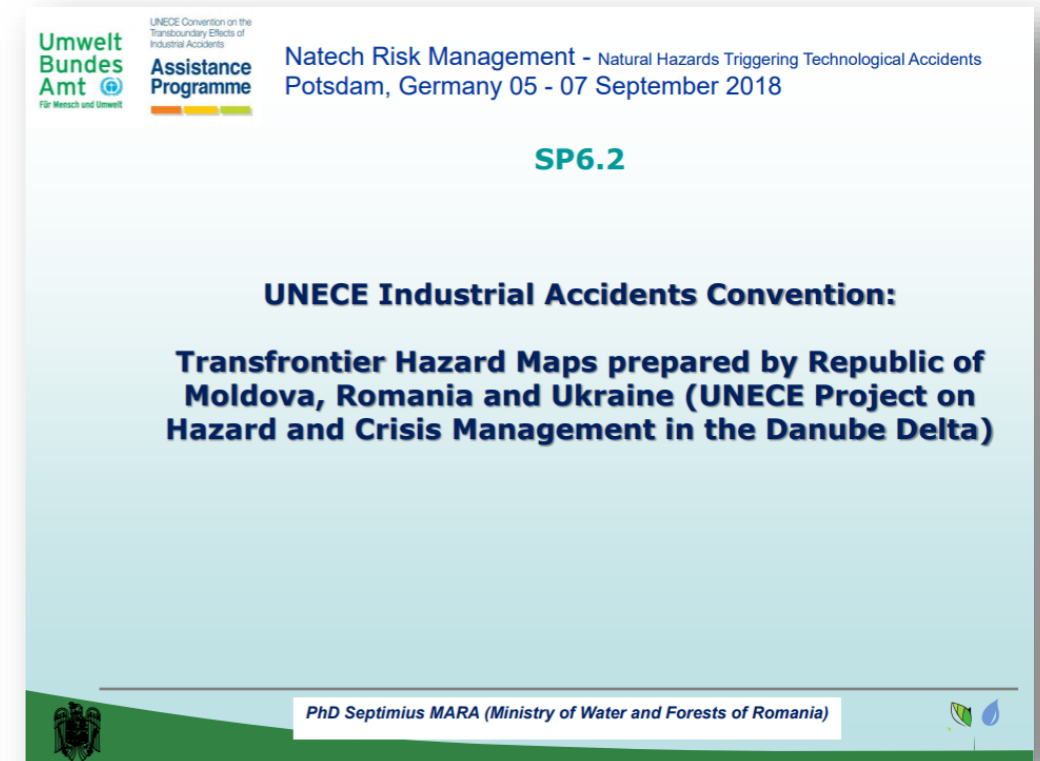 Umwelt
Bundes
Amt
Für Mensch und Umwelt
UNECE Convention on the
Transboundary Effects of
Industrial Accidents
Assistance
Programme
Natech Risk Management - Natural Hazards Triggering Technological Accidents
Potsdam, Germany 05 - 07 September 2018
SP6.2
UNECE Industrial Accidents Convention:
Transfrontier Hazard Maps prepared by Republic of
Moldova, Romania and Ukraine (UNECE Project on
Hazard and Crisis Management in the Danube Delta)
PhD Septimius MARA (Ministry of Water and Forests of Romania)